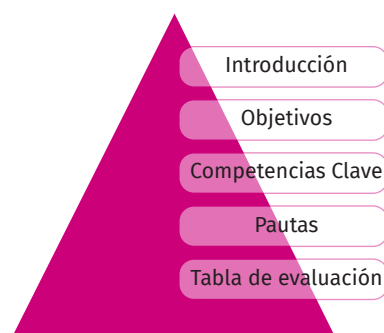 Introducción
Objetivos
Competencias Clave
Pautas
Tabla de evaluación